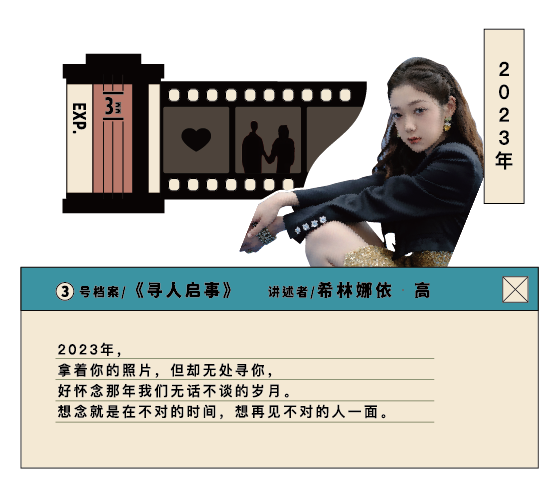 EXP.
3
MM
2023年
3号档案/《寻人启事》 讲述者/希林娜依·高
2023年，
拿着你的照片，但却无处寻你，
好怀念那年我们无话不谈的岁月。
想念就是在不对的时间，想再见不对的人一面。